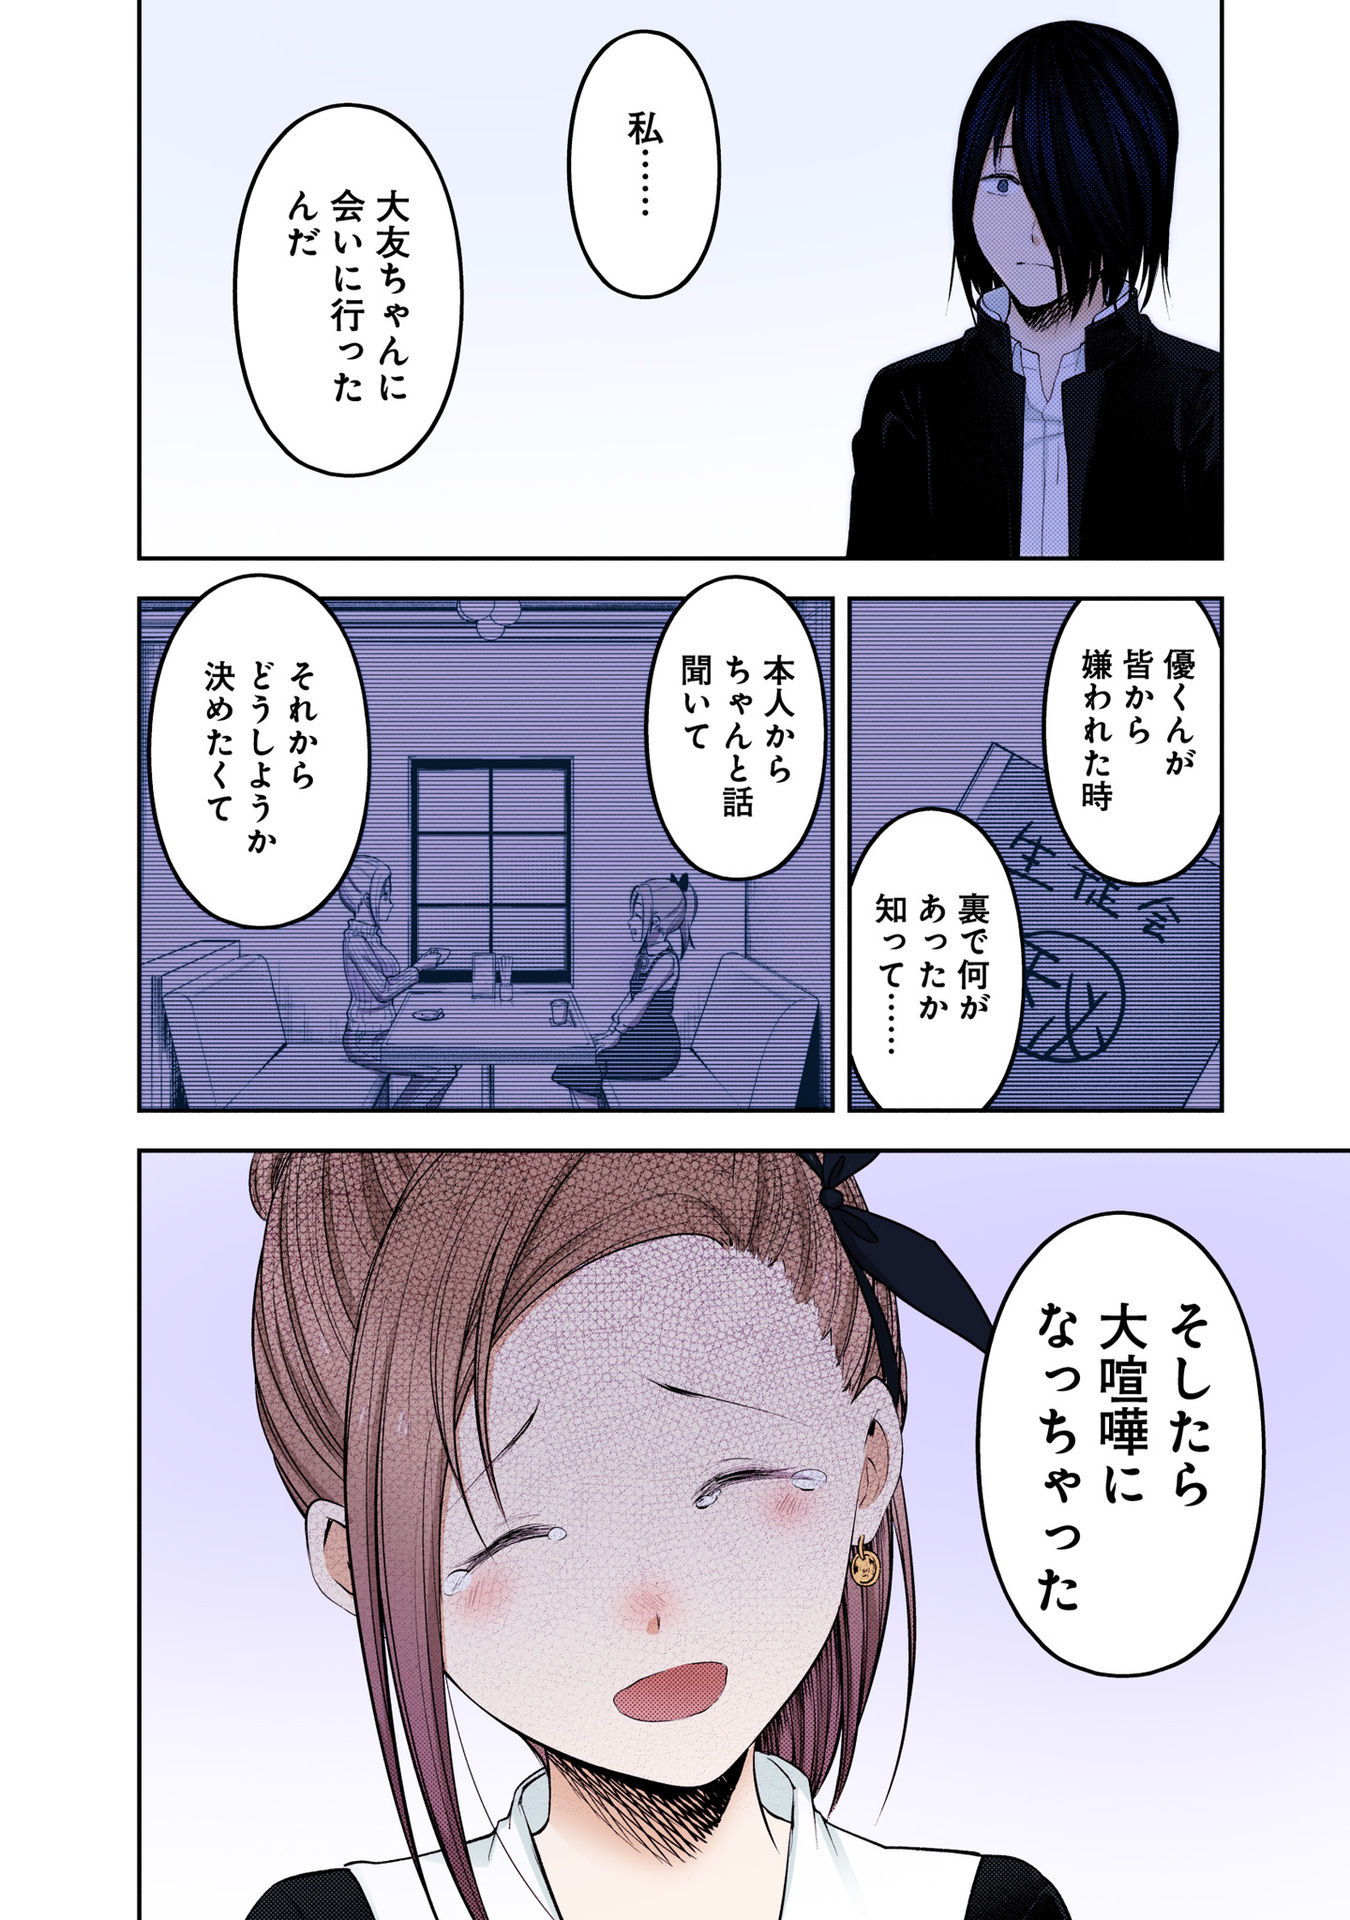 私……
大友ちゃんに
会いに行った
んだ
優くんが
皆から
嫌われた時
裏で何が
あったか
知って……
生徒会
㊙
本人から
ちゃんと話
聞いて
それから
どうしようか
決めたくて
そしたら
大喧嘩に
なっちゃった